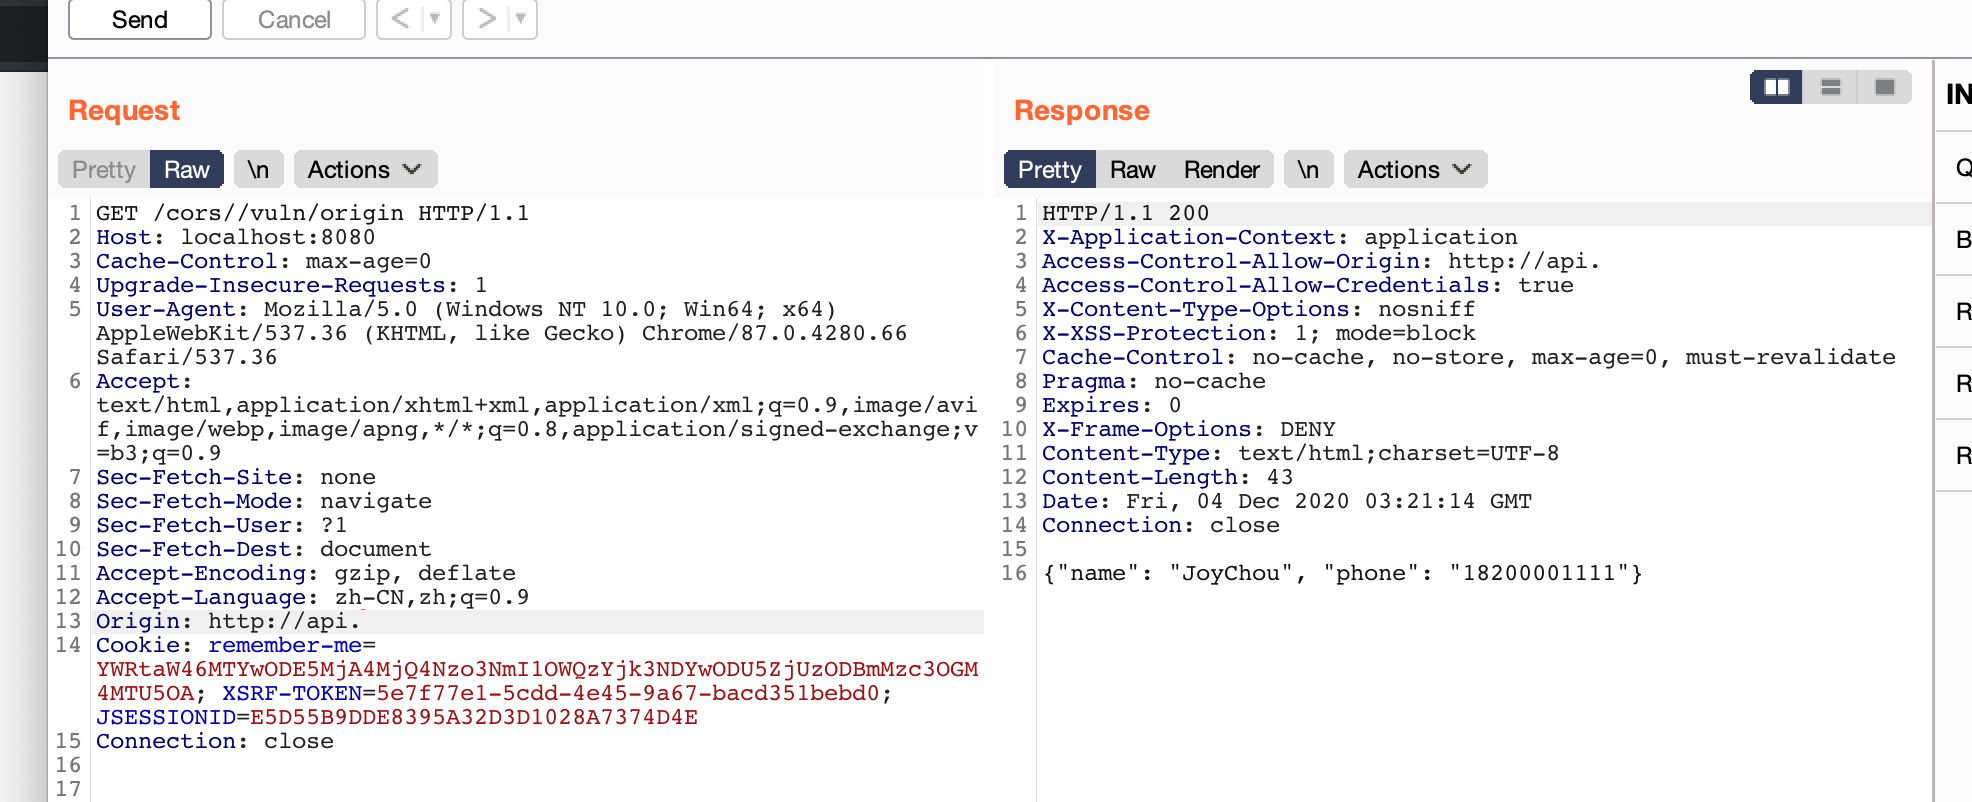 Send Cancel < >
Request
Pretty Raw \n Actions
1 GET /cors//vuln/origin HTTP/1.1
2 Host: localhost:8080
3 Cache-Control: max-age=0
4 Upgrade-Insecure-Requests: 1
5 User-Agent: Mozilla/5.0 (Windows NT 10.0; Win64; x64)
AppleWebKit/537.36 (KHTML, like Gecko) Chrome/87.0.4280.66
Safari/537.36
6 Accept:
text/html,application/xhtml+xml,application/xml;q=0.9,image/avi
f,image/webp,image/apng,*/*;q=0.8,application/signed-exchange;v
=b3;q=0.9
7 Sec-Fetch-Site: none
8 Sec-Fetch-Mode: navigate
9 Sec-Fetch-User: ?1
10 Sec-Fetch-Dest: document
11 Accept-Encoding: gzip, deflate
12 Accept-Language: zh-CN,zh;q=0.9
13 Origin: http://api.
14 Cookie: remember-me=
YWRtaW46MTYwODE5MjA4MjQ4Nzo3NmI1OWQzYjk3NDYwODU5ZjUzODBmMzc3OGM
4MTU5OA; XSRF-TOKEN=5e7f77e1-5cdd-4e45-9a67-bacd351bebd0;
JSESSIONID=E5D55B9DDE8395A32D3D1028A7374D4E
15 Connection: close
16
17
Response
Pretty Raw Render \n Actions
1 HTTP/1.1 200
2 X-Application-Context: application
3 Access-Control-Allow-Origin: http://api.
4 Access-Control-Allow-Credentials: true
5 X-Content-Type-Options: nosniff
6 X-XSS-Protection: 1; mode=block
7 Cache-Control: no-cache, no-store, max-age=0, must-revalidate
8 Pragma: no-cache
9 Expires: 0
10 X-Frame-Options: DENY
11 Content-Type: text/html;charset=UTF-8
12 Content-Length: 43
13 Date: Fri, 04 Dec 2020 03:21:14 GMT
14 Connection: close
15
16 {"name": "JoyChou", "phone": "18200001111"}
IN
Q
B
R
R
R